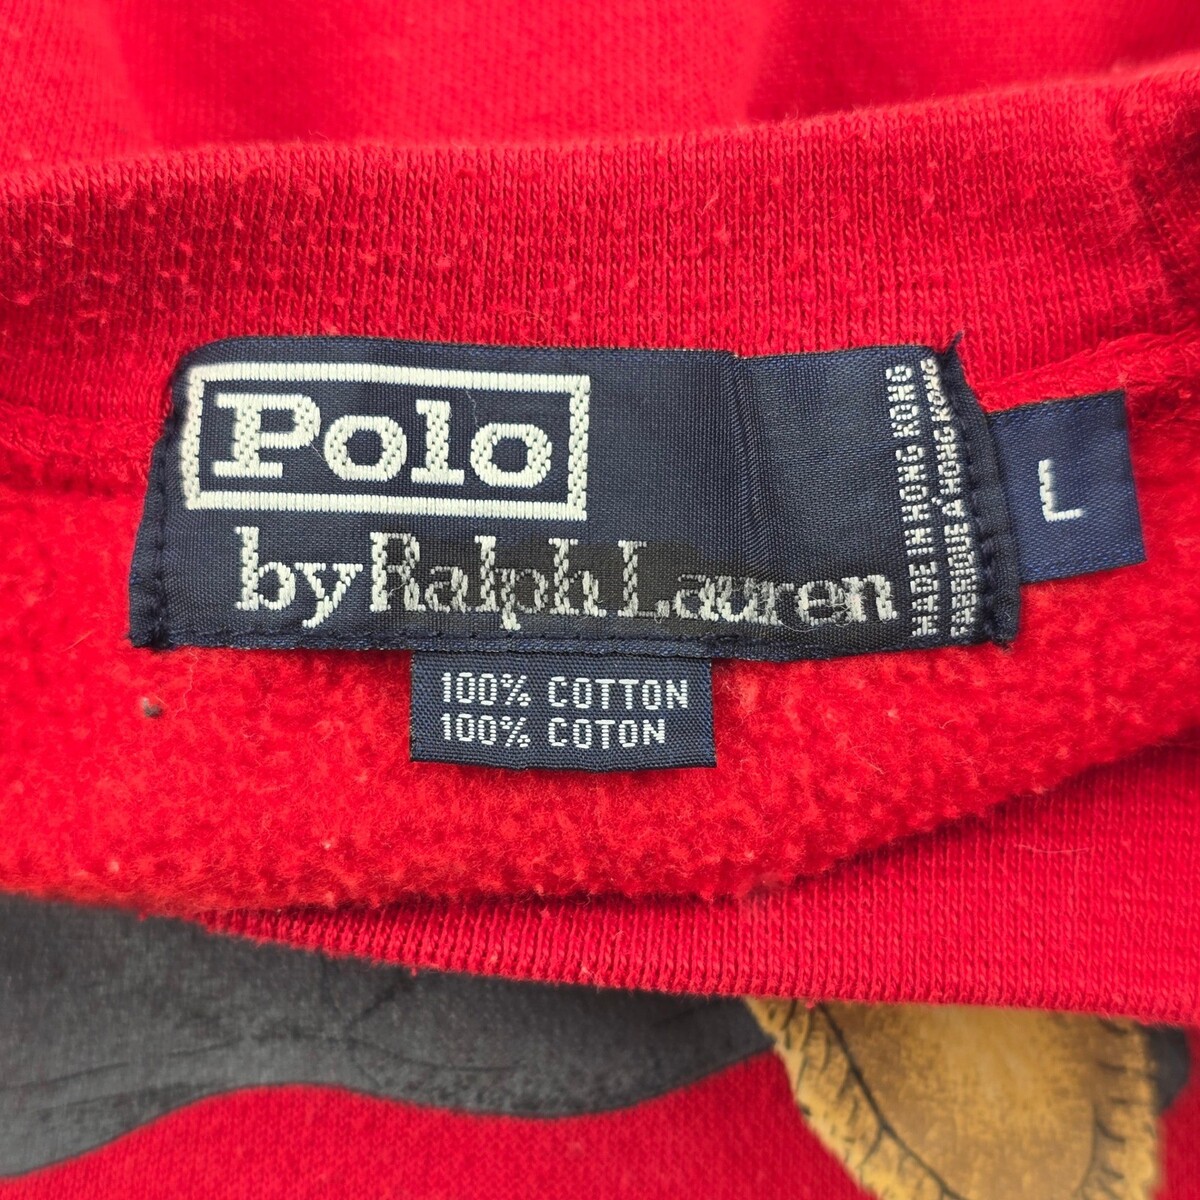 Polo
by Ralph Lauren
MADE IN HONG KONG
FABRIQUE A HONG KONG
L
100% COTTON
100% COTON